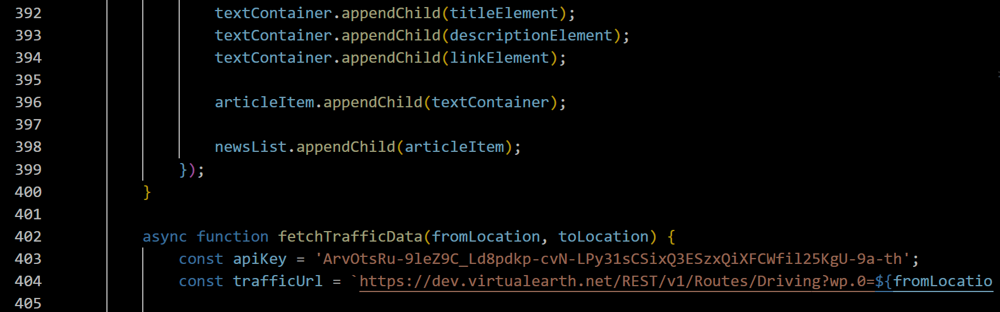 392 textContainer.appendChild(titleElement);
393 textContainer.appendChild(descriptionElement);
394 textContainer.appendChild(linkElement);
395
396 articleItem.appendChild(textContainer);
397
398 newsList.appendChild(articleItem);
399 });
400 }
401
402 async function fetchTrafficData(fromLocation, toLocation) {
403 const apiKey = 'ArvOtsRu-9leZ9C_Ld8pdkp-cvN-LPy31sCSixQ3ESzxQiXFCWfil25KgU-9a-th';
404 const trafficUrl = `https://dev.virtualearth.net/REST/v1/Routes/Driving?wp.0=${fromLocatio
405